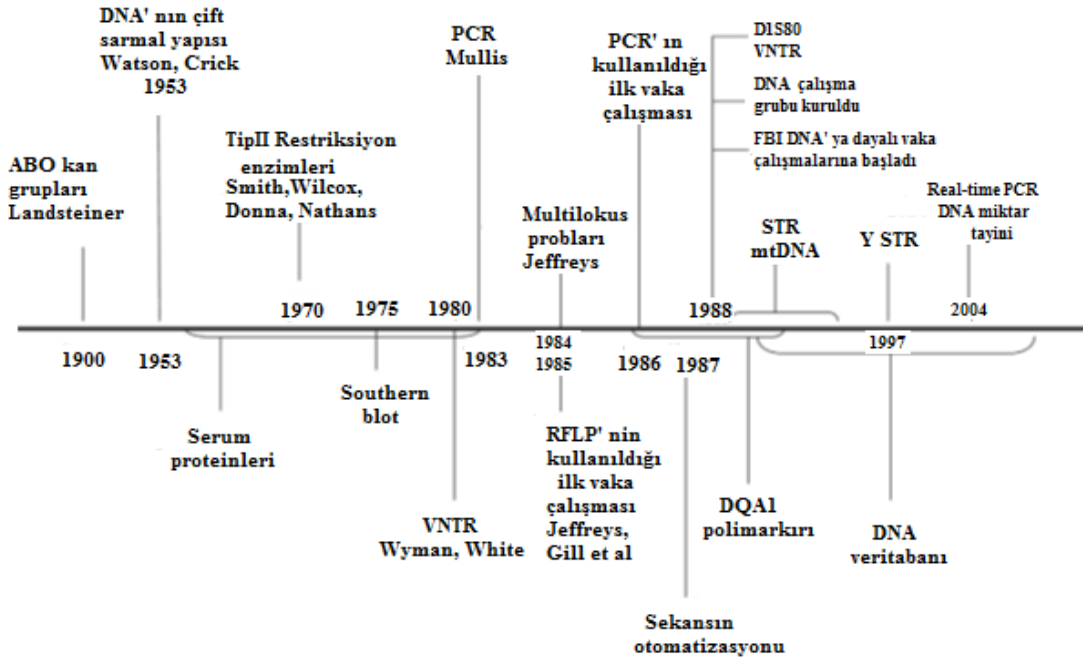 DNA' nın çift
sarmal yapısı
Watson, Crick
1953
PCR
Mullis
PCR' ın
kullanıldığı
ilk vaka
çalışması
D1S80
VNTR
DNA çalışma
grubu kuruldu
FBI DNA' ya dayalı vaka
çalışmalarına başladı
TipII Restriksiyon
enzimleri
Smith,Wilcox,
Donna, Nathans
ABO kan
grupları
Landsteiner
Multilokus
probları
Jeffreys
STR
mtDNA
Y STR
Real-time PCR
DNA miktar
tayini
1970
1975
1980
1988
2004
1900
1953
1983
1984
1985
1986
1987
1997
Serum
proteinleri
Southern
blot
VNTR
Wyman, White
RFLP' nin
kullanıldığı
ilk vaka
çalışması
Jeffreys,
Gill et al
DQA1
polimarkırı
DNA
veritabanı
Sekansın
otomatizasyonu